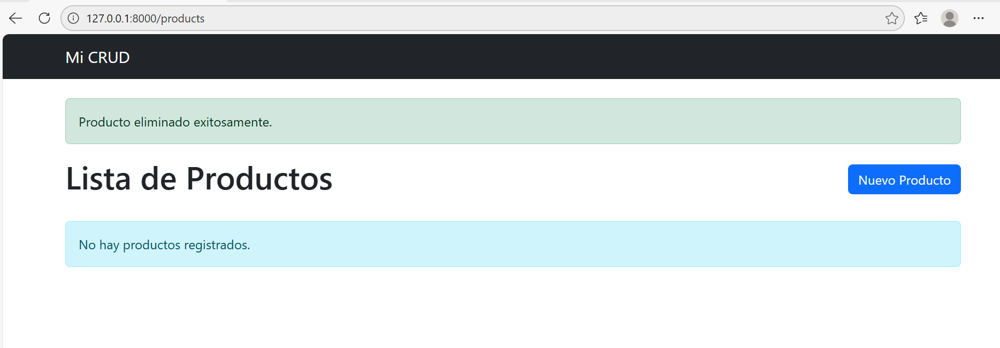 127.0.0.1:8000/products
Mi CRUD
Producto eliminado exitosamente.
Lista de Productos
Nuevo Producto
No hay productos registrados.